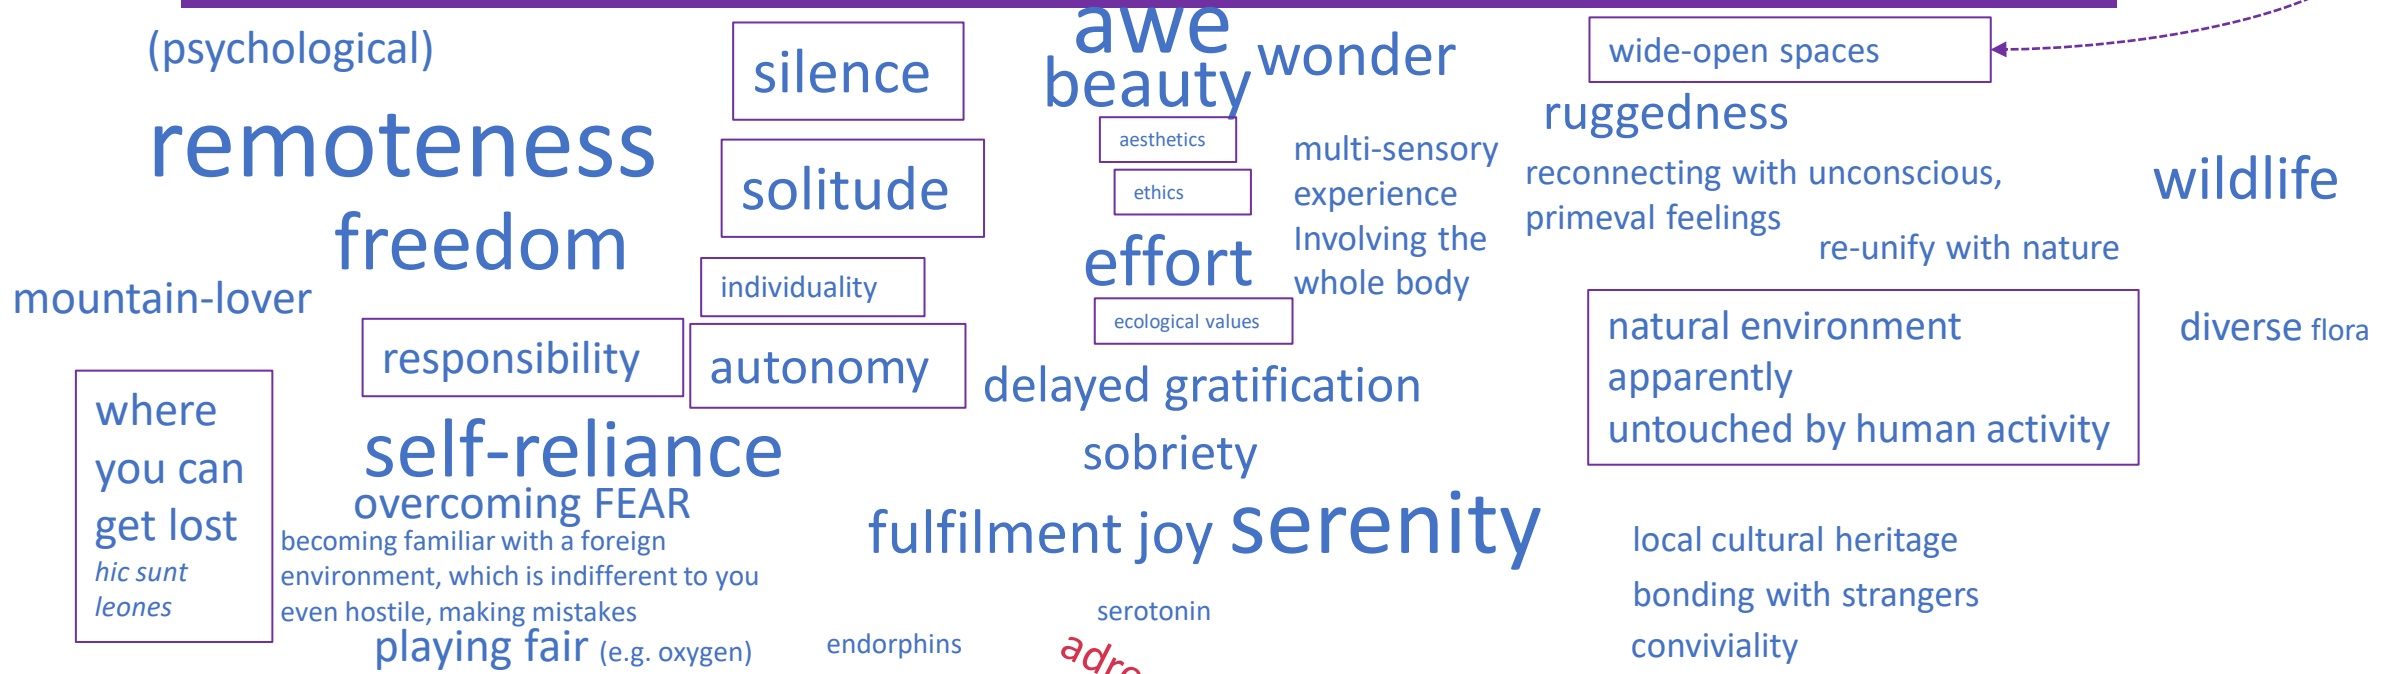 (psychological)
remoteness
freedom
mountain-lover
where
you can
get lost
hic sunt
leones
silence
solitude
individuality
responsibility
autonomy
self-reliance
overcoming FEAR
becoming familiar with a foreign
environment, which is indifferent to you
even hostile, making mistakes
playing fair (e.g. oxygen)
awe
beauty
wonder
aesthetics
ethics
effort
ecological values
multi-sensory
experience
Involving the
whole body
delayed gratification
sobriety
fulfilment joy serenity
serotonin
endorphins
wide-open spaces
ruggedness
reconnecting with unconscious,
primeval feelings
re-unify with nature
wildlife
natural environment
apparently
untouched by human activity
diverse flora
local cultural heritage
bonding with strangers
conviviality